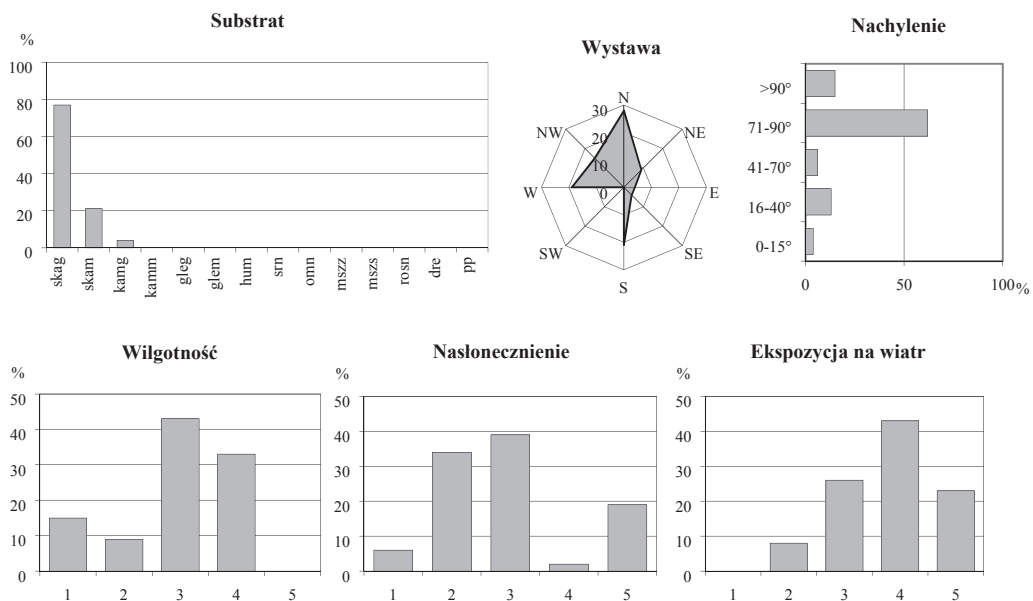 Substrat
%
100
80
60
40
20
0
skag
skam
kamg
kamm
gleg
glem
hum
srn
omn
mszz
mszs
rosn
dre
pp
Wystawa
N
NE
E
SE
S
SW
W
NW
30
20
10
0
Nachylenie
>90°
71-90°
41-70°
16-40°
0-15°
0 50 100%
Wilgotność
%
50
40
30
20
10
0
1 2 3 4 5
Nasłonecznienie
%
50
40
30
20
10
0
1 2 3 4 5
Ekspozycja na wiatr
%
50
40
30
20
10
0
1 2 3 4 5